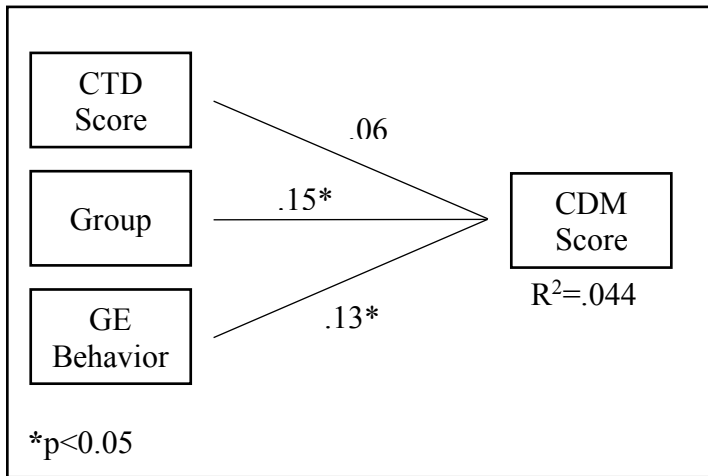 CTD
Score
.06
Group
.15*
CDM
Score
R²=.044
GE
Behavior
.13*
*p<0.05